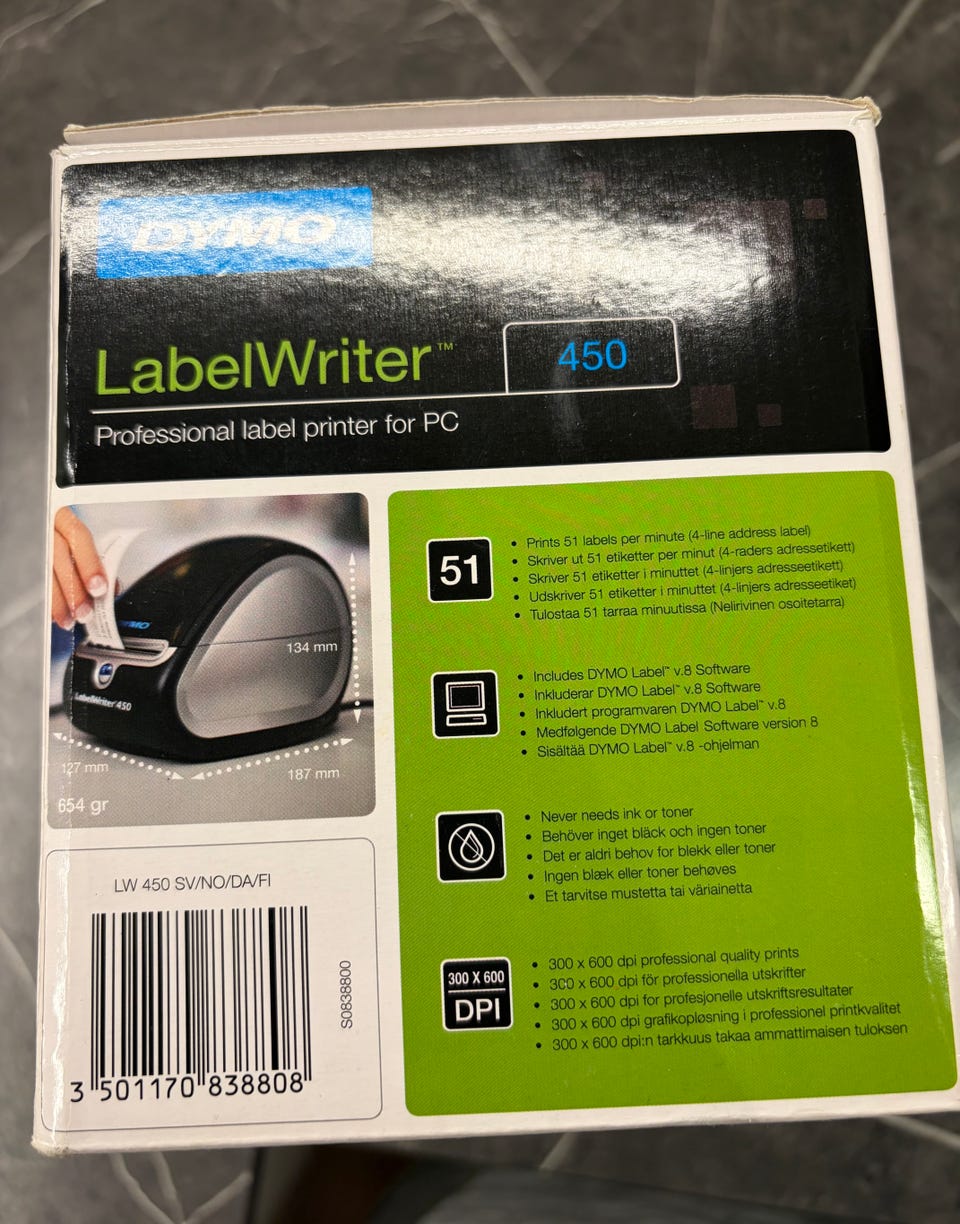 DYMO
LabelWriter™
450
Professional label printer for PC
DYMO
LabelWriter 450
134 mm
127 mm
187 mm
654 gr
51
• Prints 51 labels per minute (4-line address label)
• Skriver ut 51 etiketter per minut (4-raders adressetikett)
• Skriver 51 etiketter i minuttet (4-linjers adresseetikett)
• Udskriver 51 etiketter i minuttet (4-linjers adresseetiket)
• Tulostaa 51 tarraa minuutissa (Nelirivinen osoitetarra)
• Includes DYMO Label™ v.8 Software
• Inkluderar DYMO Label™ v.8 Software
• Inkludert programvaren DYMO Label™ v.8
• Medfølgende DYMO Label Software version 8
• Sisältää DYMO Label™ v.8 -ohjelman
• Never needs ink or toner
• Behöver inget bläck och ingen toner
• Det er aldri behov for blekk eller toner
• Ingen blæk eller toner behøves
• Et tarvitse mustetta tai väriainetta
300 X 600
DPI
• 300 x 600 dpi professional quality prints
• 300 x 600 dpi för professionella utskrifter
• 300 x 600 dpi for profesjonelle utskriftsresultater
• 300 x 600 dpi grafikopløsning i professionel printkvalitet
• 300 x 600 dpi:n tarkkuus takaa ammattimaisen tuloksen
LW 450 SV/NO/DA/FI
S0838800
3 501170 838808